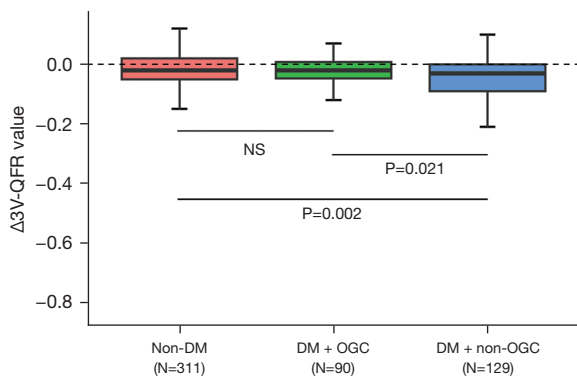 Δ3V-QFR value
0.0
−0.2
−0.4
−0.6
−0.8
NS
P=0.021
P=0.002
Non-DM
(N=311)
DM + OGC
(N=90)
DM + non-OGC
(N=129)